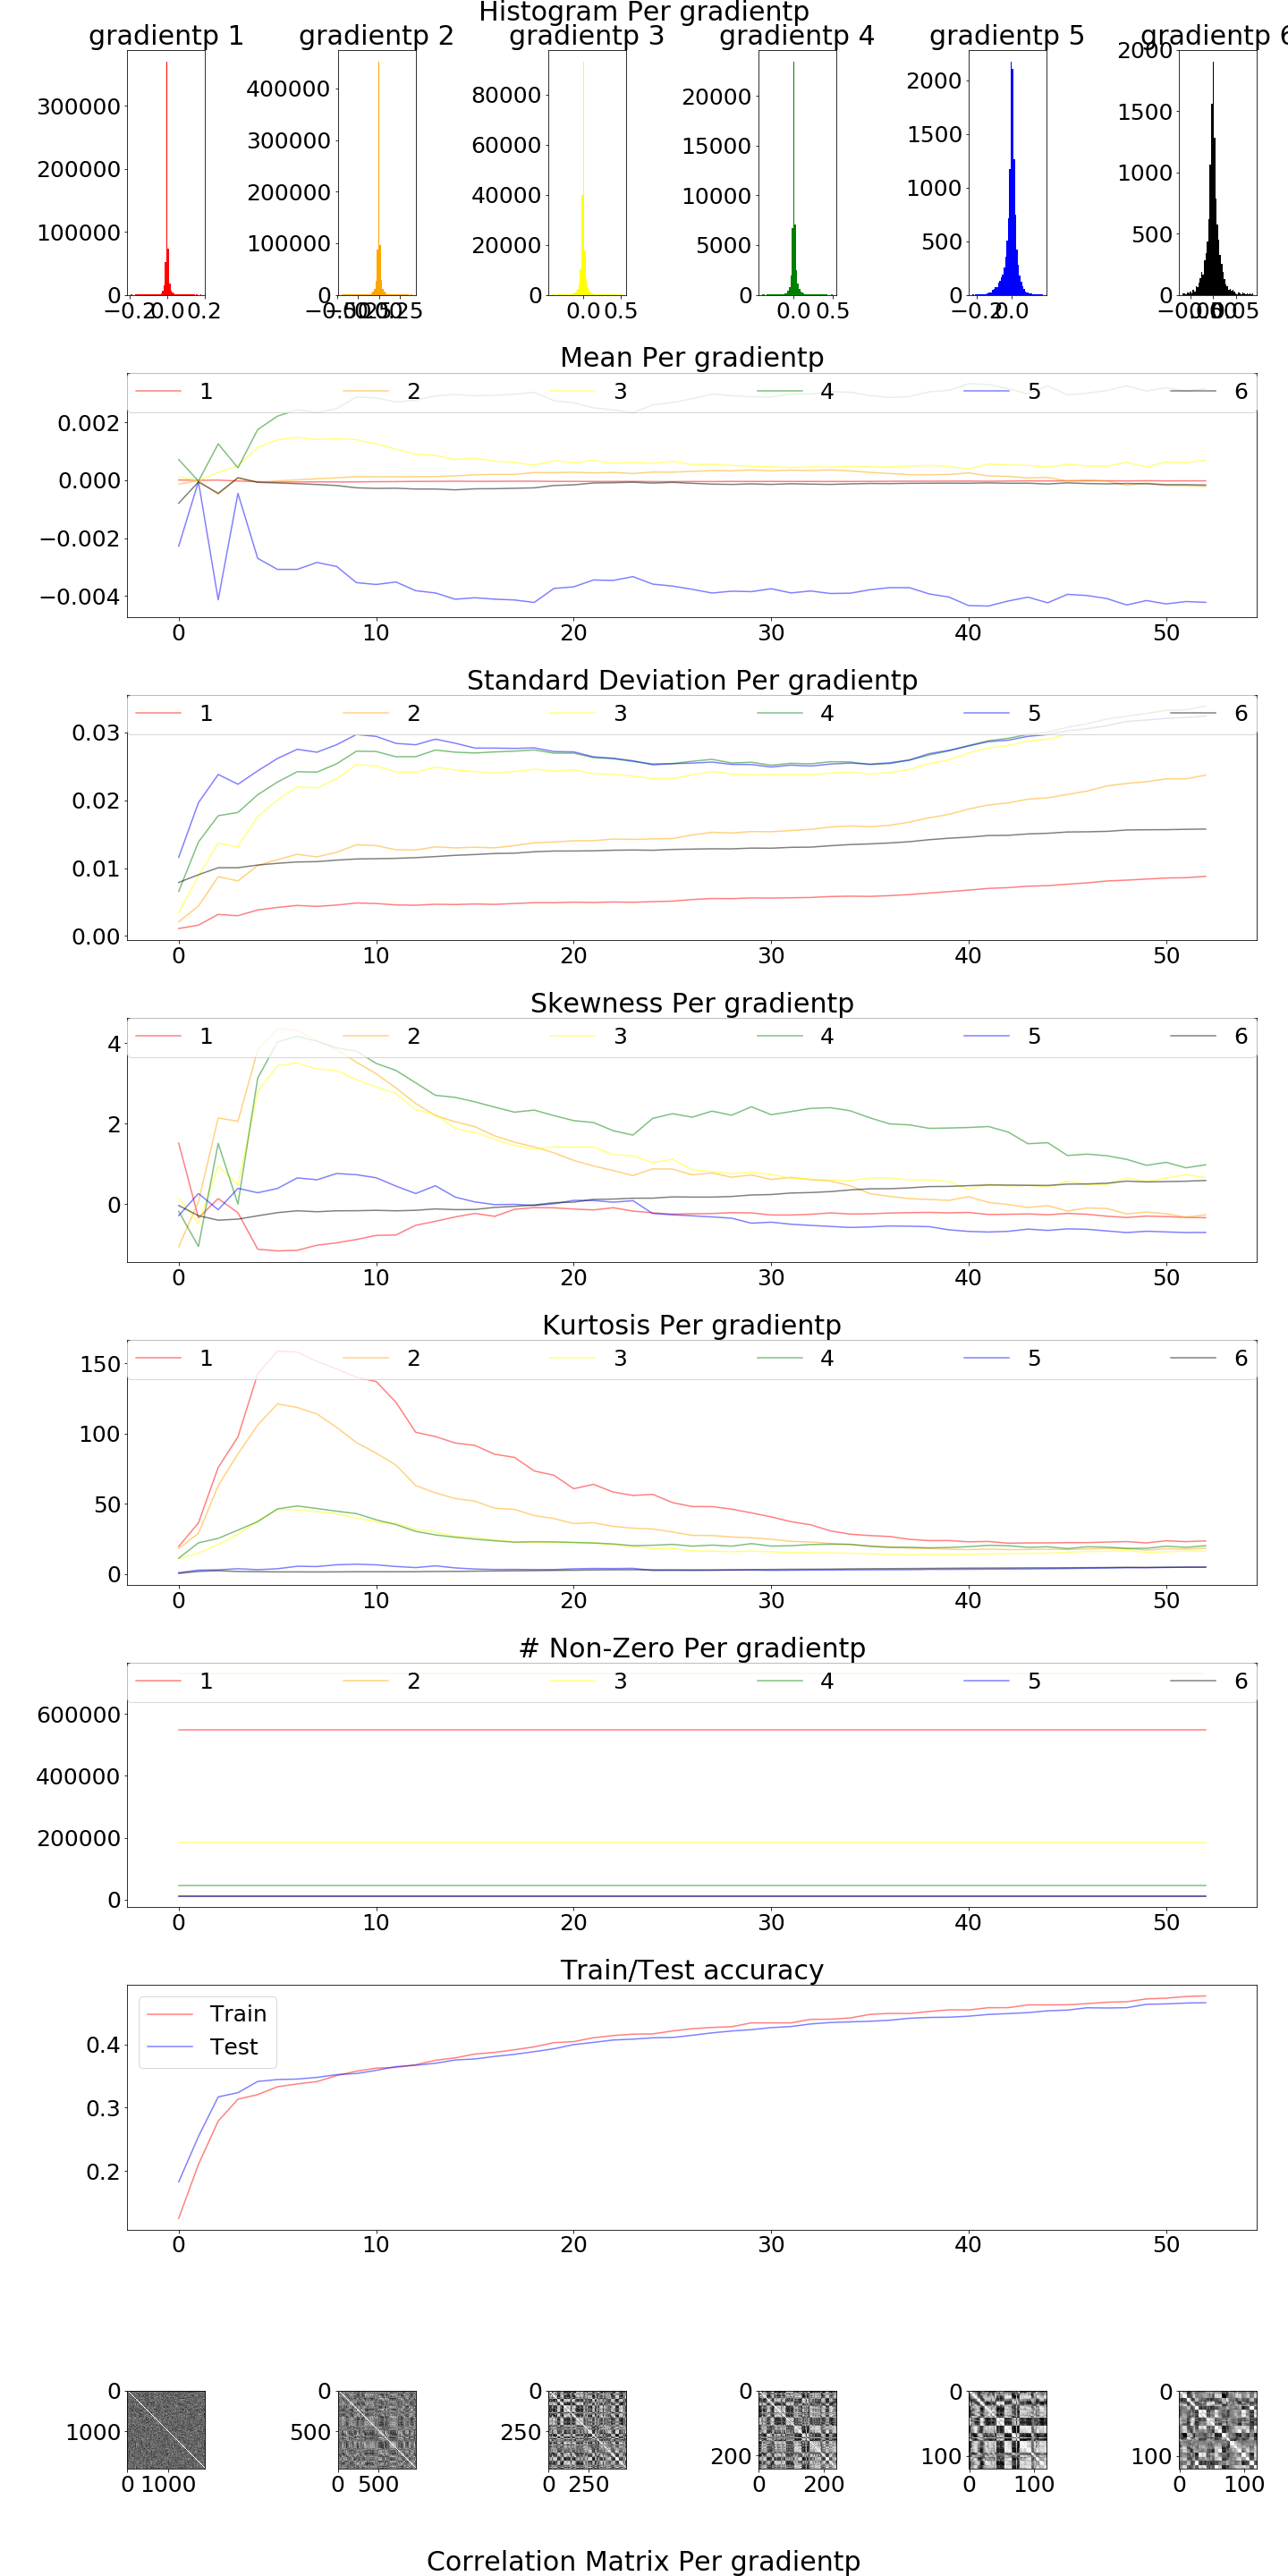 Histogram Per gradientp
gradientp 1 gradientp 2 gradientp 3 gradientp 4 gradientp 5 gradientp 6
300000 200000 100000 0
0.0 0.2
400000 300000 200000 100000 0
80000 60000 40000 20000 0
0.0 0.5
20000 15000 10000 5000 0
0.0 0.5
2000 1500 1000 500 0
−0.2 0.0
2000 1500 1000 500 0
Mean Per gradientp
1 2 3 4 5 6
0.002
0.000
−0.002
−0.004
0 10 20 30 40 50
Standard Deviation Per gradientp
1 2 3 4 5 6
0.03
0.02
0.01
0.00
0 10 20 30 40 50
Skewness Per gradientp
1 2 3 4 5 6
4
2
0
0 10 20 30 40 50
Kurtosis Per gradientp
1 2 3 4 5 6
150
100
50
0
0 10 20 30 40 50
# Non-Zero Per gradientp
1 2 3 4 5 6
600000
400000
200000
0
0 10 20 30 40 50
Train/Test accuracy
Train
Test
0.4
0.3
0.2
0 10 20 30 40 50
0 0 0 0 0 0
1000 500 250 200 100 100
0 1000 0 500 0 250 0 200 0 100 0 100
Correlation Matrix Per gradientp